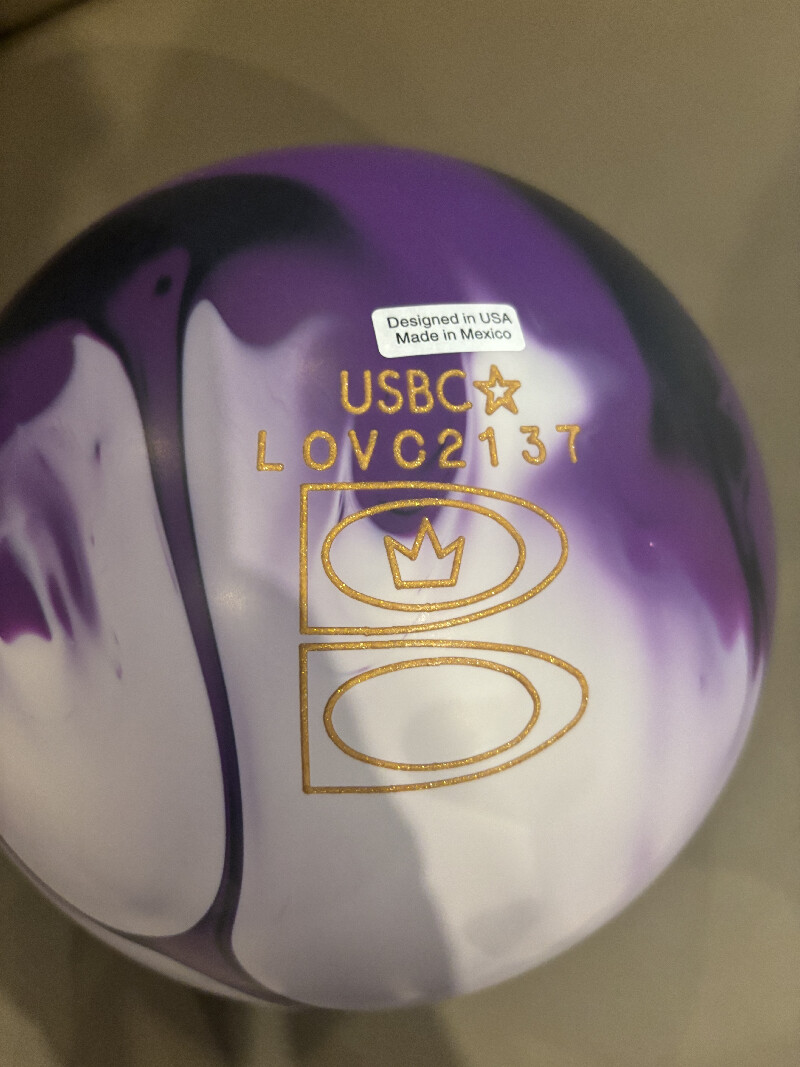 Designed in USA
Made in Mexico
USBC☆
LOVC2137